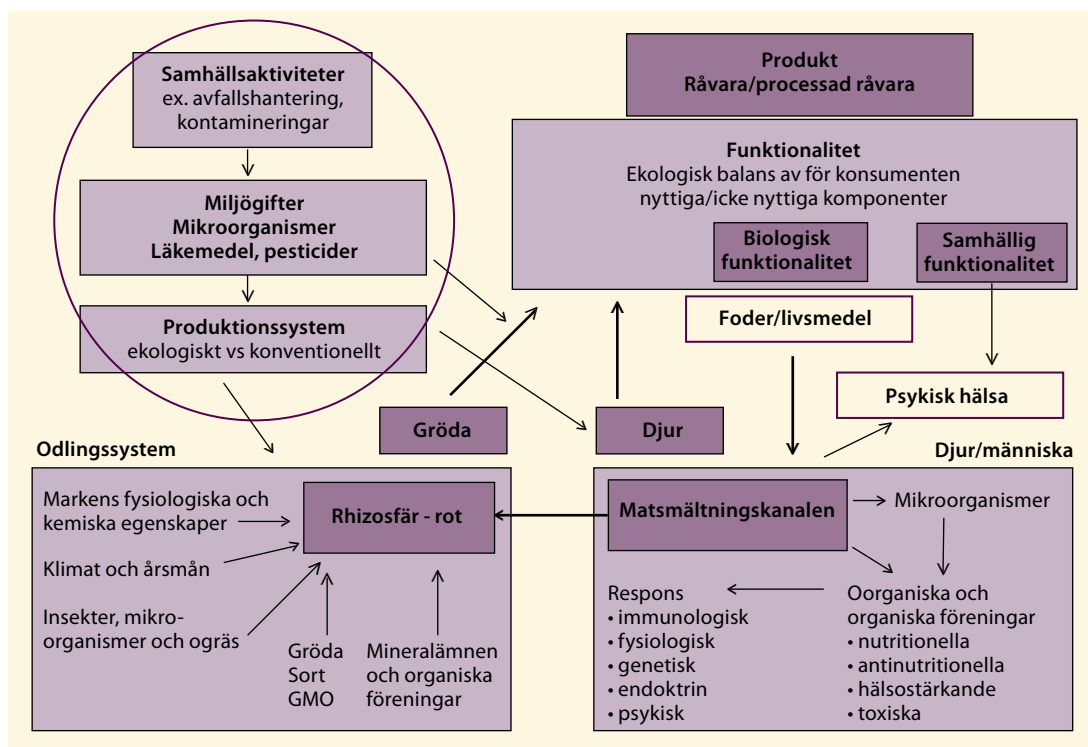 Samhällsaktiviteter
ex. avfallshantering,
kontamineringar
Miljögifter
Mikroorganismer
Läkemedel, pesticider
Produktionssystem
ekologiskt vs konventionellt
Produkt
Råvara/processad råvara
Funktionalitet
Ekologisk balans av för konsumenten
nyttiga/icke nyttiga komponenter
Biologisk
funktionalitet
Samhällig
funktionalitet
Foder/livsmedel
Psykisk hälsa
Gröda
Djur
Odlingssystem
Markens fysiologiska och
kemiska egenskaper
Rhizosfär - rot
Klimat och årsmån
Insekter, mikro-
organismer och ogräs
Gröda
Sort
GMO
Mineralämnen
och organiska
föreningar
Djur/människa
Matsmältningskanalen
Mikroorganismer
Respons
• immunologisk
• fysiologisk
• genetisk
• endoktrin
• psykisk
Oorganiska och
organiska föreningar
• nutritionella
• antinutritionella
• hälsostärkande
• toxiska